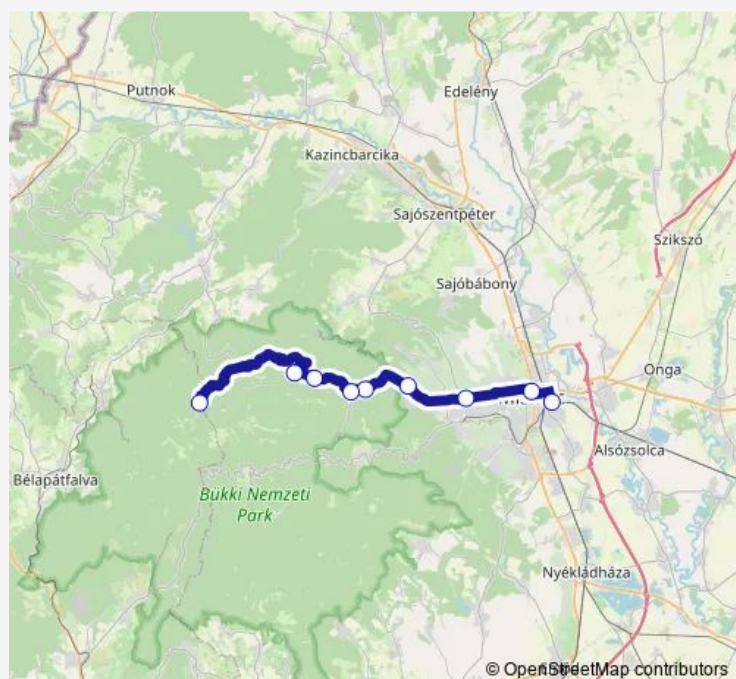 Putnok
Edelény
Kazincbarcika
Sajószentpéter
Szikszó
Sajóbábony
Onga
Alsózsolca
Bélapátfalva
Bükki Nemzeti
Park
Nyékládháza
© OpenStreetMap contributors